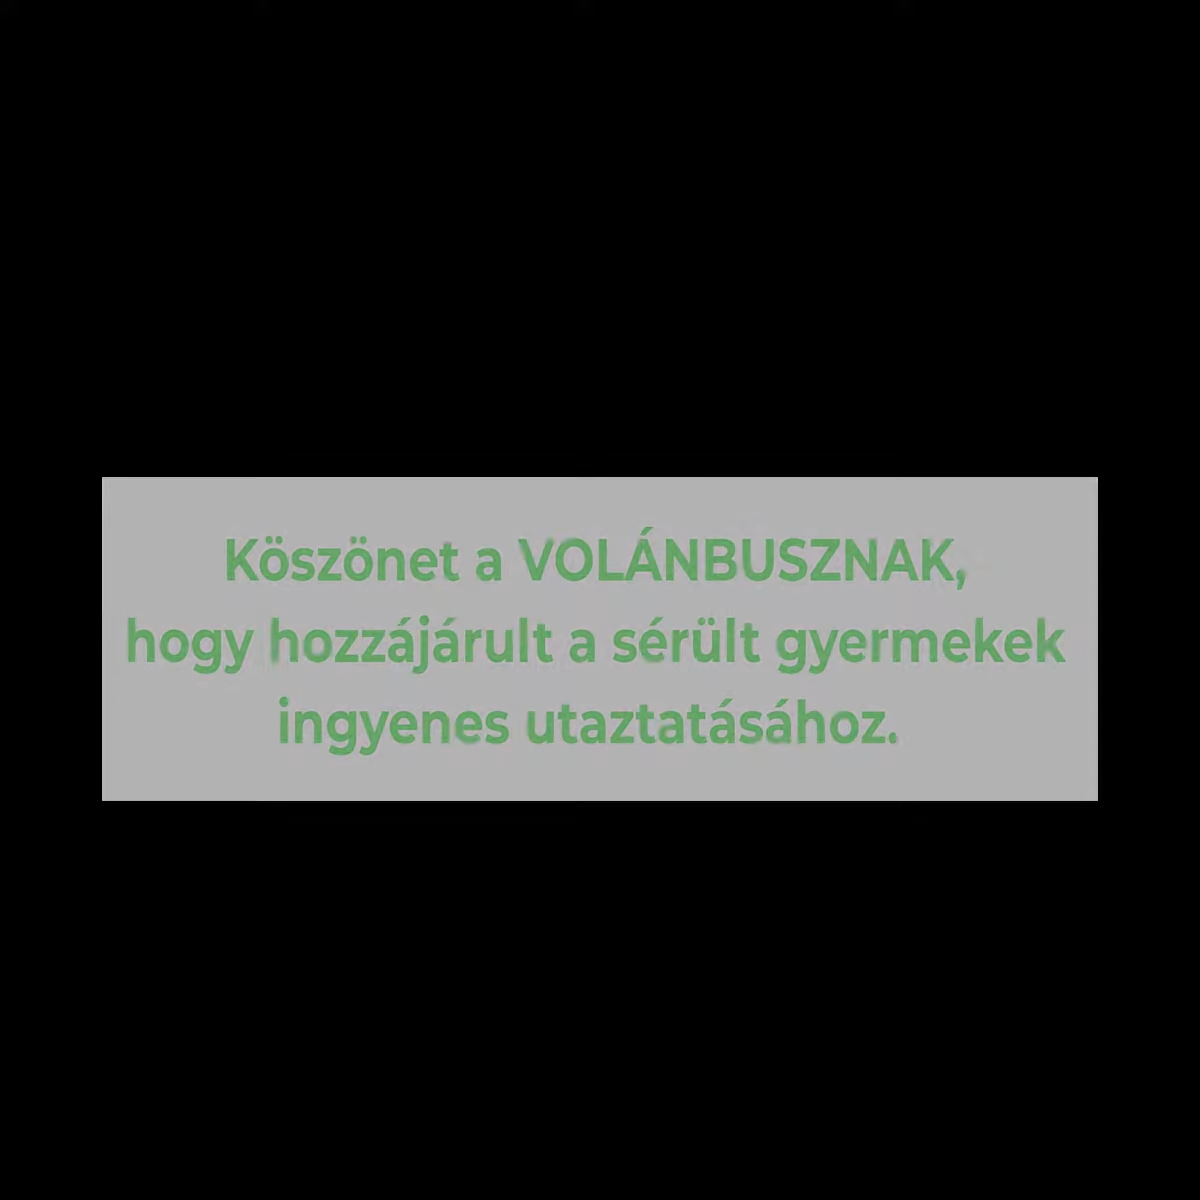 Köszönet a VOLÁNBUSZNAK,
hogy hozzájárult a sérült gyermekek
ingyenes utaztatásához.